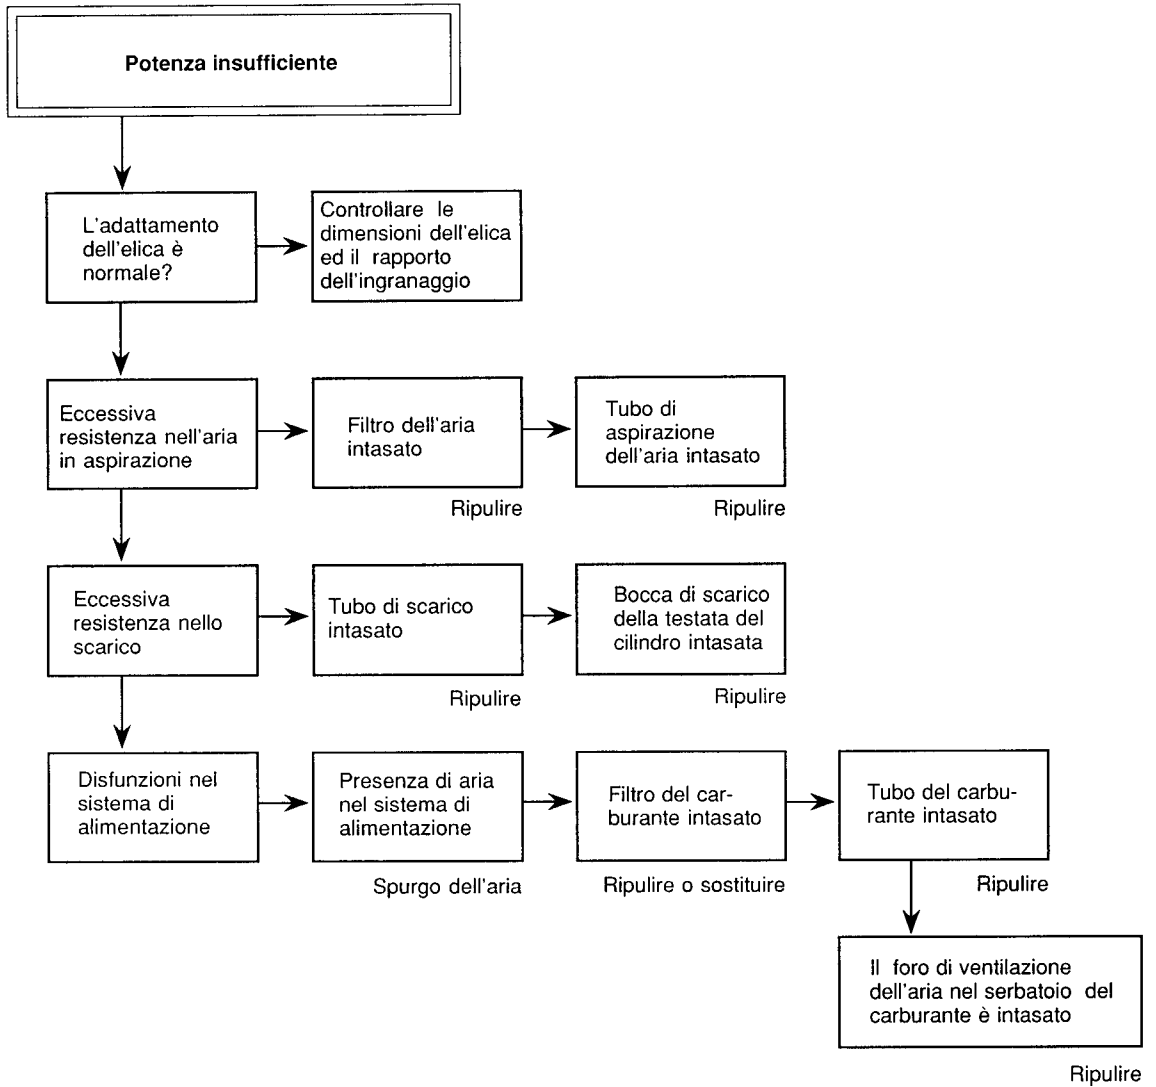 Potenza insufficiente
L'adattamento
dell'elica è
normale?
Controllare le
dimensioni dell'elica
ed il rapporto
dell'ingranaggio
Eccessiva
resistenza nell'aria
in aspirazione
Filtro dell'aria
intasato
Ripulire
Tubo di
aspirazione
dell'aria intasato
Ripulire
Eccessiva
resistenza nello
scarico
Tubo di scarico
intasato
Ripulire
Bocca di scarico
della testata del
cilindro intasata
Ripulire
Disfunzioni nel
sistema di
alimentazione
Presenza di aria
nel sistema di
alimentazione
Spurgo dell'aria
Filtro del car-
burante intasato
Ripulire o sostituire
Tubo del carbu-
rante intasato
Ripulire
Il foro di ventilazione
dell'aria nel serbatoio del
carburante è intasato
Ripulire